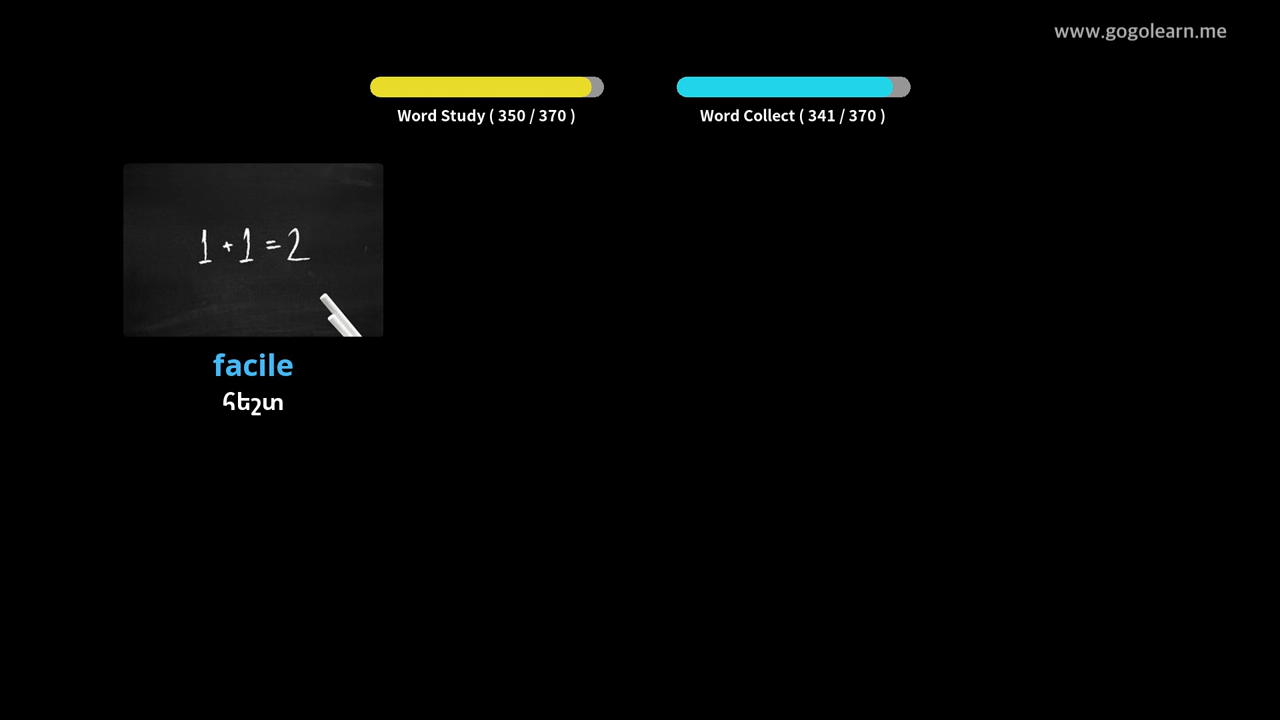 www.gogolearn.me
Word Study ( 350 / 370 )
Word Collect ( 341 / 370 )
1 + 1 = 2
facile
հեշտ